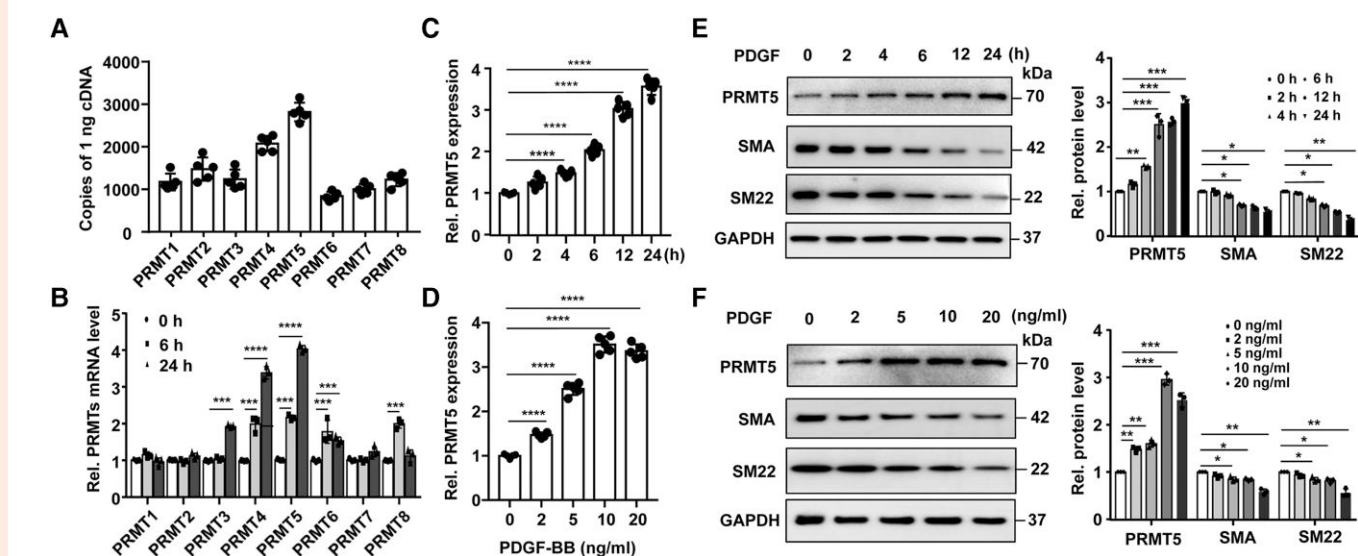 A
Copies of 1 ng cDNA
4000
3000
2000
1000
0
PRMT1
PRMT2
PRMT3
PRMT4
PRMT5
PRMT6
PRMT7
PRMT8
B
Rel. PRMTs mRNA level
5
4
3
2
1
0
0 h
6 h
24 h
***
***
****
***
****
***
***
***
PRMT1
PRMT2
PRMT3
PRMT4
PRMT5
PRMT6
PRMT7
PRMT8
C
Rel. PRMT5 expression
5
4
3
2
1
0
****
****
****
****
0 2 4 6 12 24 (h)
D
Rel. PRMT5 expression
5
4
3
2
1
0
****
****
****
****
0 2 5 10 20
PDGF-BB (ng/ml)
E
PDGF 0 2 4 6 12 24 (h)
kDa
PRMT5 70
SMA 42
SM22 22
GAPDH 37
Rel. protein level
4
3
2
1
0
0 h 6 h
2 h 12 h
4 h 24 h
***
***
***
**
*
*
*
**
*
*
PRMT5 SMA SM22
F
PDGF 0 2 5 10 20 (ng/ml)
kDa
PRMT5 70
SMA 42
SM22 22
GAPDH 37
Rel. protein level
4
3
2
1
0
0 ng/ml
2 ng/ml
5 ng/ml
10 ng/ml
20 ng/ml
***
***
**
**
**
*
*
**
*
*
PRMT5 SMA SM22